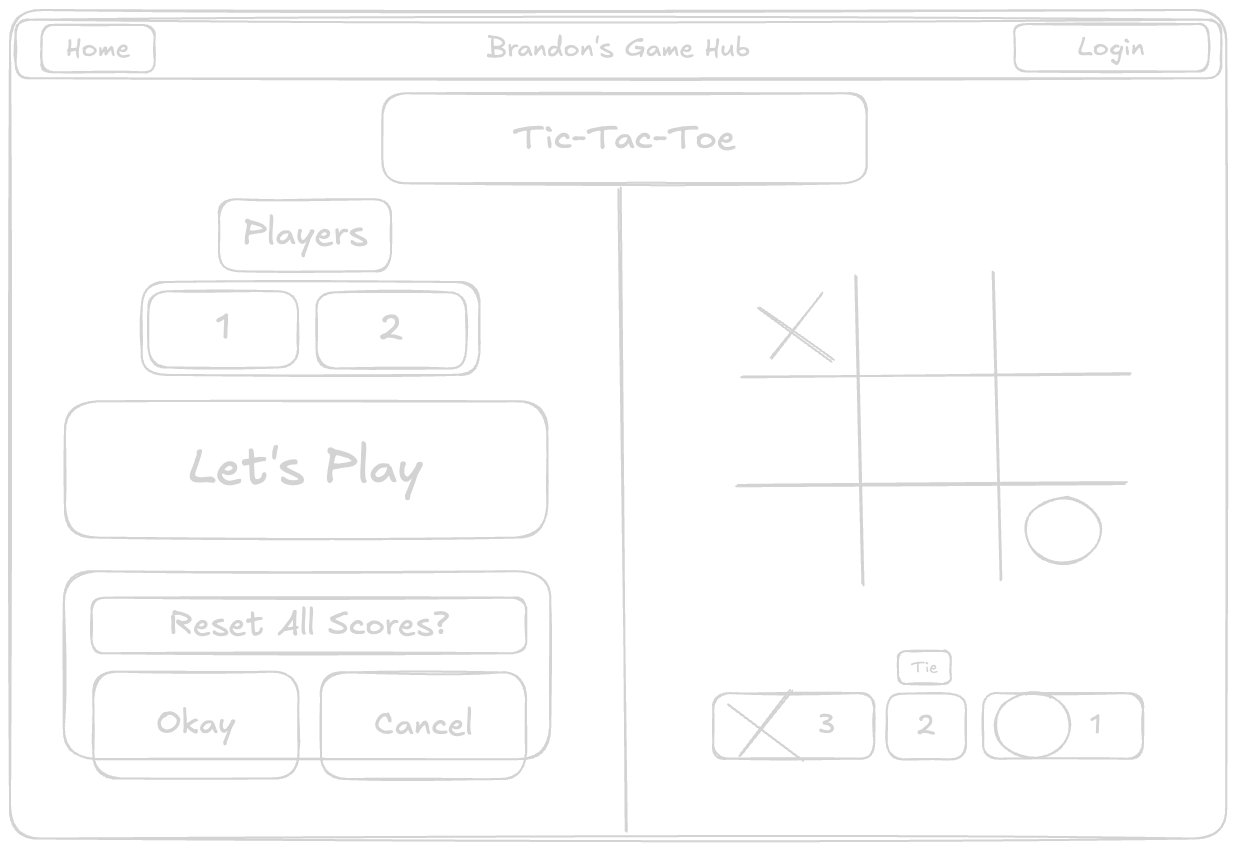 Home
Brandon's Game Hub
Login
Tic-Tac-Toe
Players
1
2
Let's Play
Reset All Scores?
Okay
Cancel
Tie
3
2
1